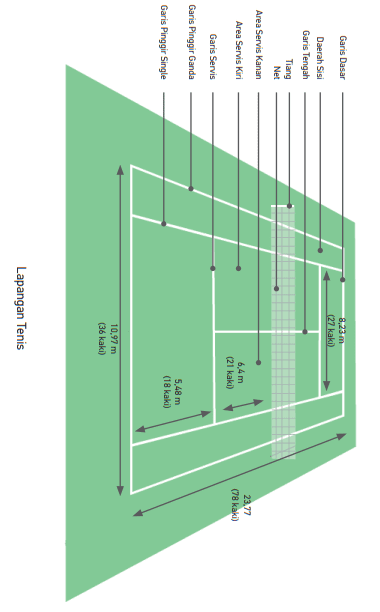 Garis Dasar
Daerah Sisi
Garis Tengah
Tiang
Net
Area Servis Kanan
Area Servis Kiri
Garis Servis
Garis Pinggir Ganda
Garis Pinggir Single
8,23 m
(27 kaki)
6,4 m
(21 kaki)
5,48 m
(18 kaki)
10,97 m
(36 kaki)
23,77
(78 kaki)
Lapangan Tenis